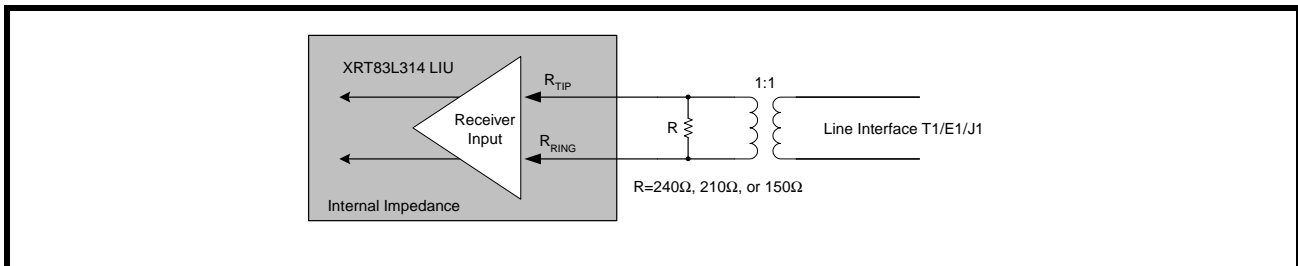 XRT83L314 LIU
R_TIP
1:1
Receiver
Input
R
R_RING
Line Interface T1/E1/J1
R=240Ω, 210Ω, or 150Ω
Internal Impedance